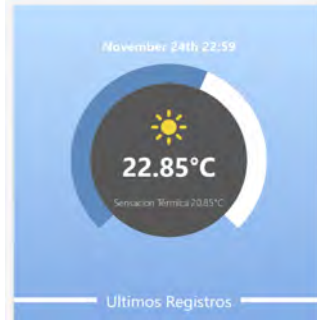 November 24th 22:59
22.85°C
Sensacion Térmica 20.85°C
Ultimos Registros